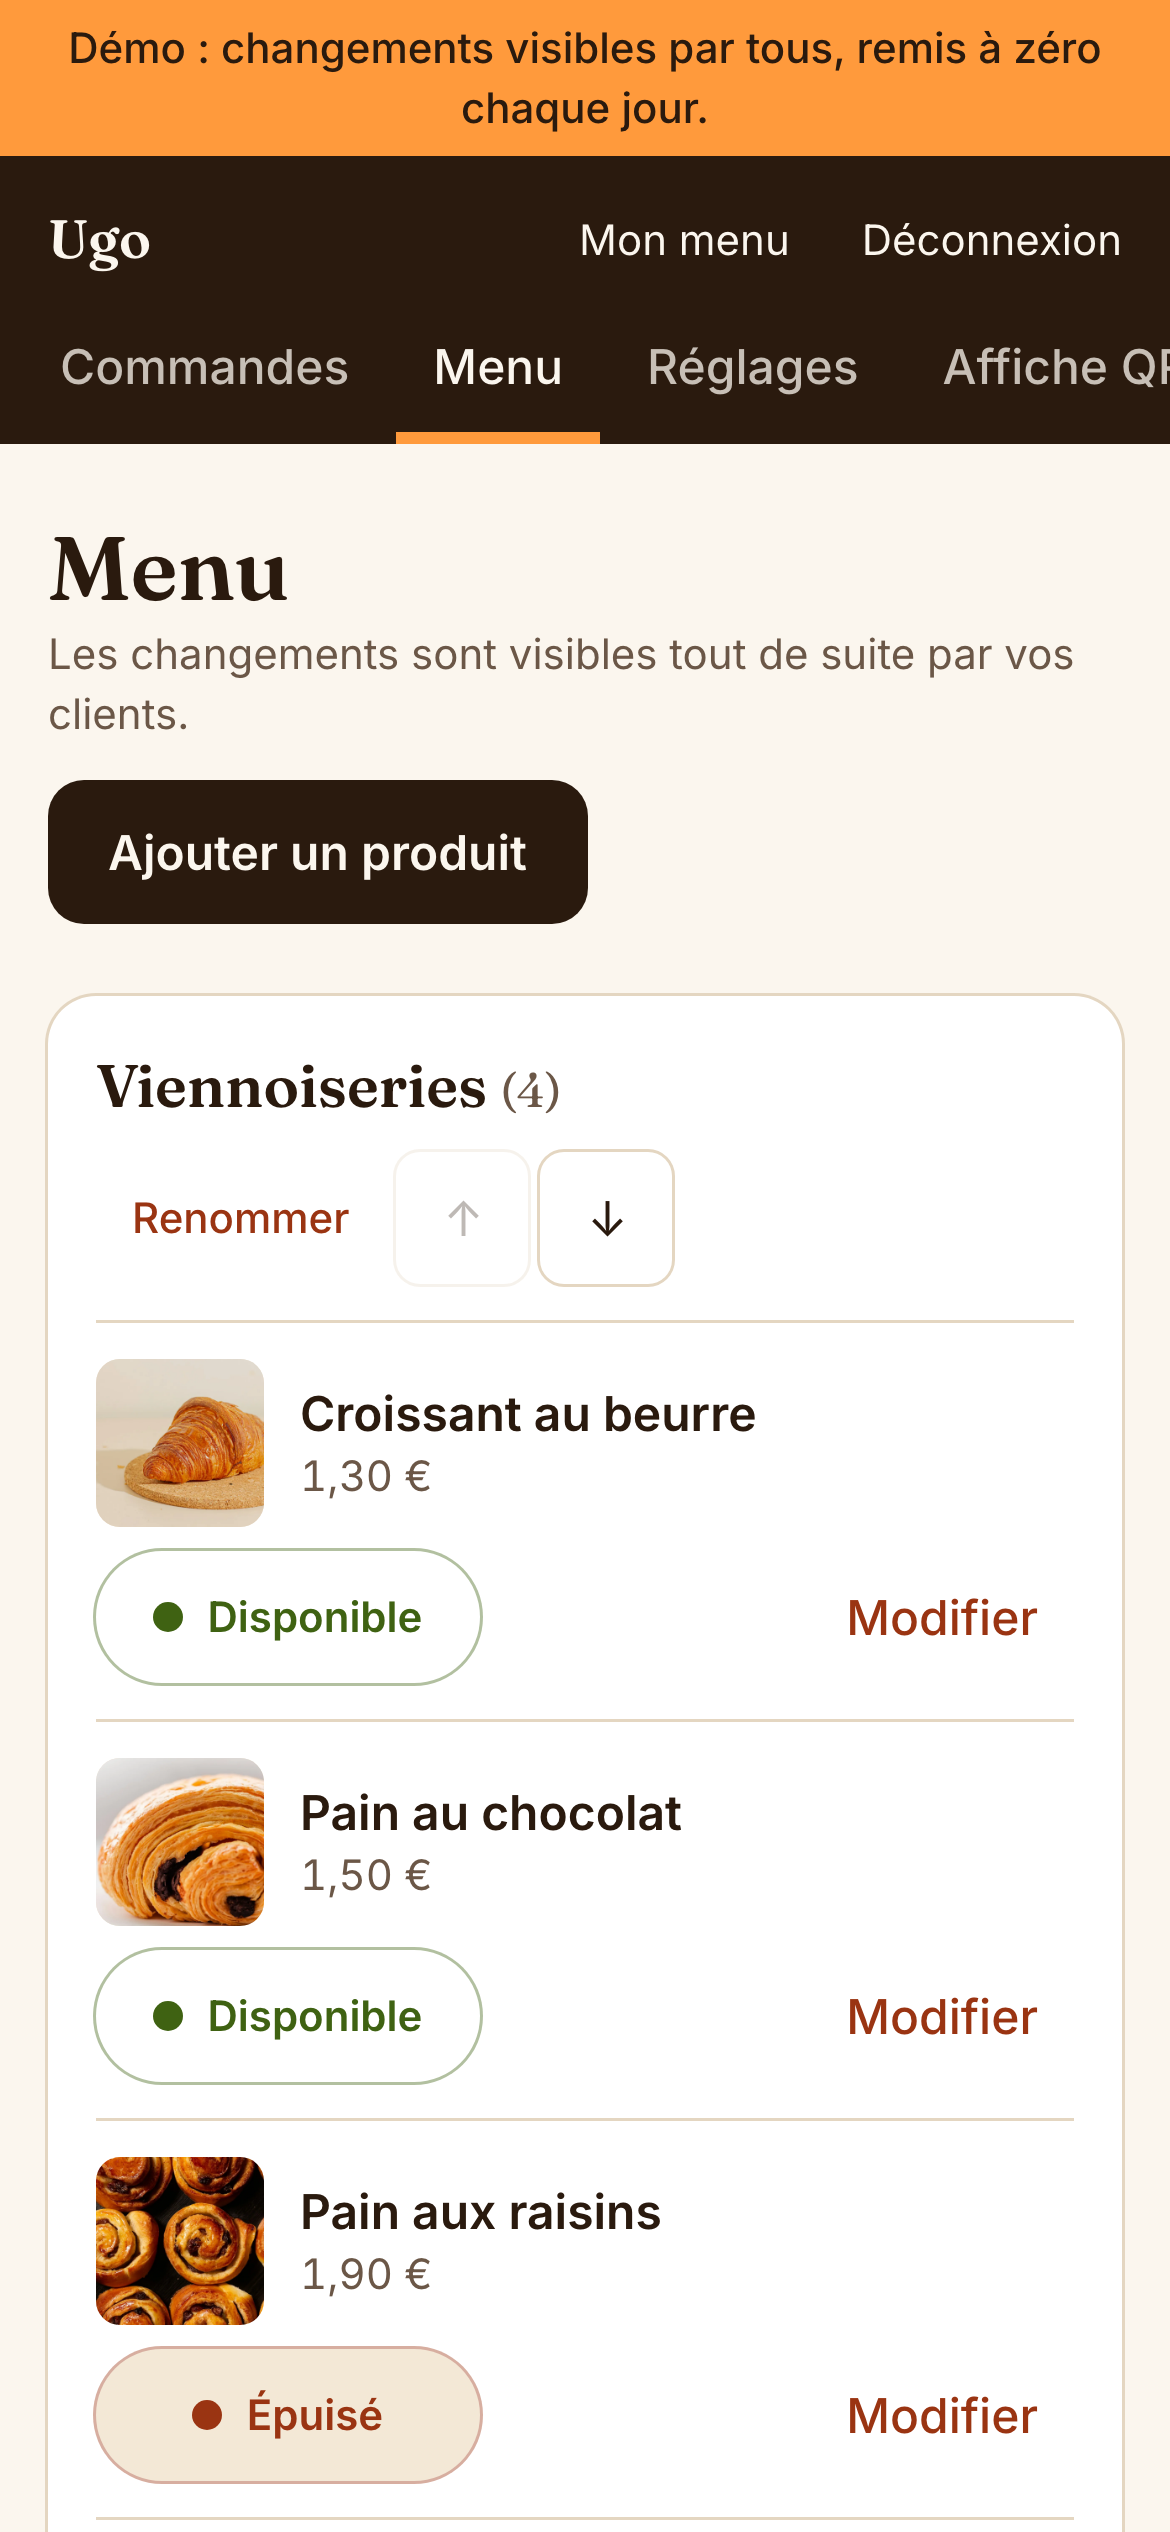 Démo : changements visibles par tous, remis à zéro
chaque jour.
Ugo
Mon menu
Déconnexion
Commandes
Menu
Réglages
Affiche
Menu
Les changements sont visibles tout de suite par vos
clients.
Ajouter un produit
Viennoiseries (4)
Renommer ↑ ↓
Croissant au beurre
1,30 €
Disponible
Modifier
Pain au chocolat
1,50 €
Disponible
Modifier
Pain aux raisins
1,90 €
Épuisé
Modifier